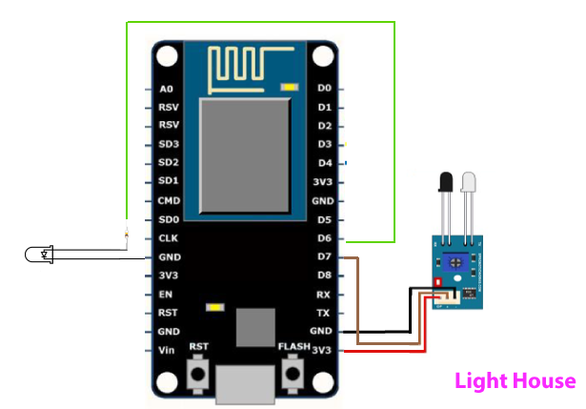 A0
RSV
RSV
SD3
SD2
SD1
CMD
SD0
CLK
GND
3V3
EN
RST
GND
Vin
D0
D1
D2
D3
D4
3V3
GND
D5
D6
D7
D8
RX
TX
GND
3V3
RST
FLASH
Light House